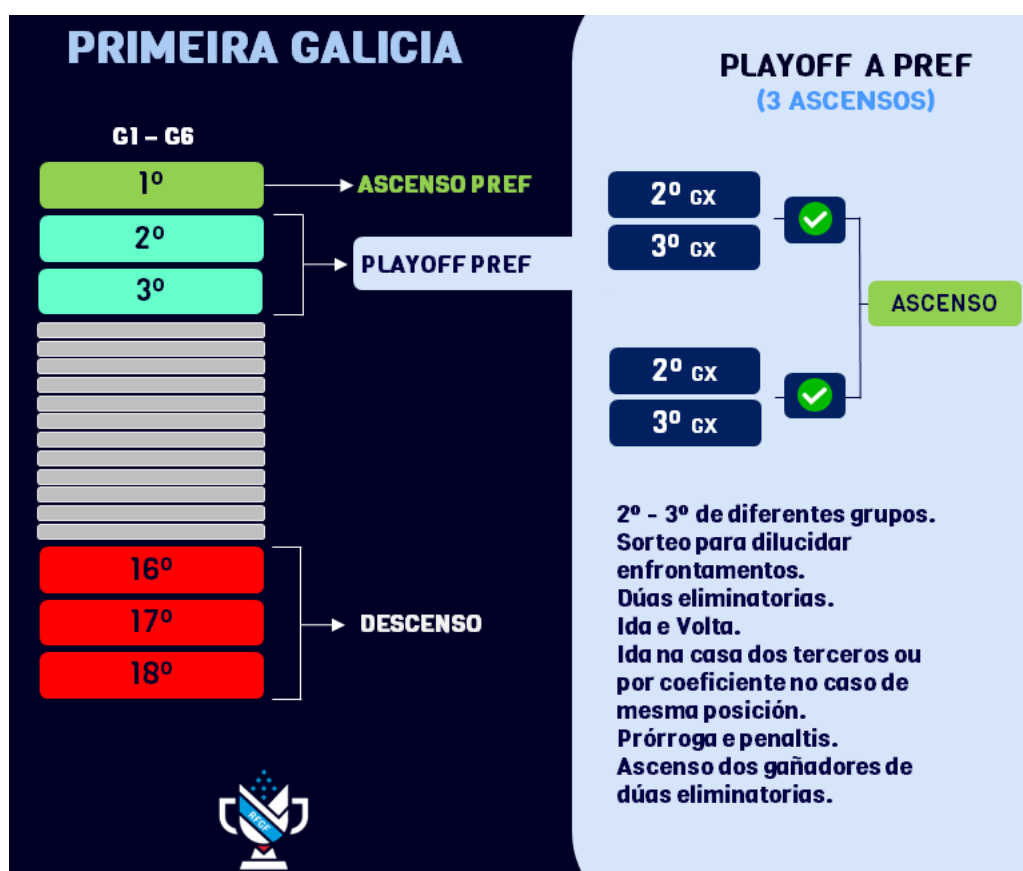 PRIMEIRA GALICIA
G1 – G6
1º
ASCENSO PREF
2º
3º
PLAYOFF PREF
16º
17º
18º
DESCENSO
RFGF
PLAYOFF A PREF
(3 ASCENSOS)
2º GX
3º GX
ASCENSO
2º GX
3º GX
2º - 3º de diferentes grupos.
Sorteo para dilucidar
enfrontamentos.
Dúas eliminatorias.
Ida e Volta.
Ida na casa dos terceros ou
por coeficiente no caso de
mesma posición.
Prórroga e penaltis.
Ascenso dos gañadores de
dúas eliminatorias.